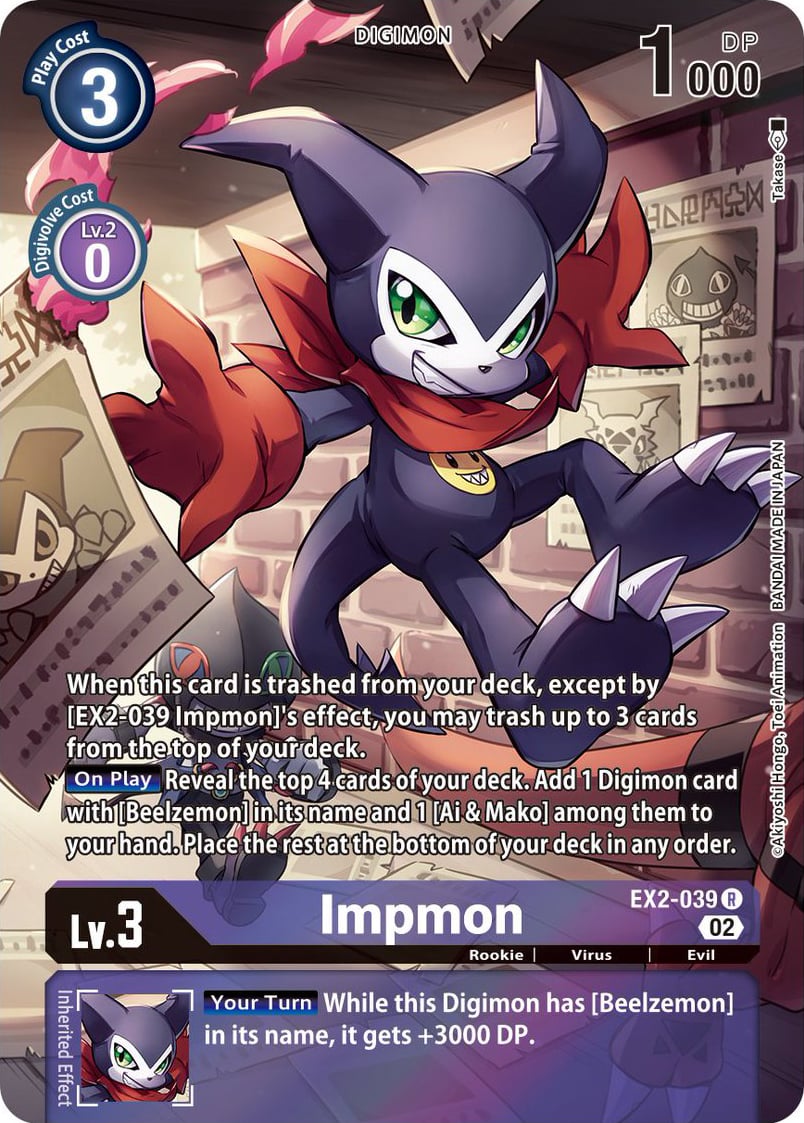 DIGIMON
Play Cost
3
1000
DP
Digivolve Cost
Lv.2
0
Takase
BANDAI MADE IN JAPAN
©Akiyoshi Hongo, Toei Animation
When this card is trashed from your deck, except by
[EX2-039 Impmon]'s effect, you may trash up to 3 cards
from the top of your deck.
On Play Reveal the top 4 cards of your deck. Add 1 Digimon card
with [Beelzemon] in its name and 1 [Ai & Mako] among them to
your hand. Place the rest at the bottom of your deck in any order.
Lv.3
Impmon
EX2-039 R
02
Rookie | Virus | Evil
Inherited Effect
Your Turn While this Digimon has [Beelzemon]
in its name, it gets +3000 DP.